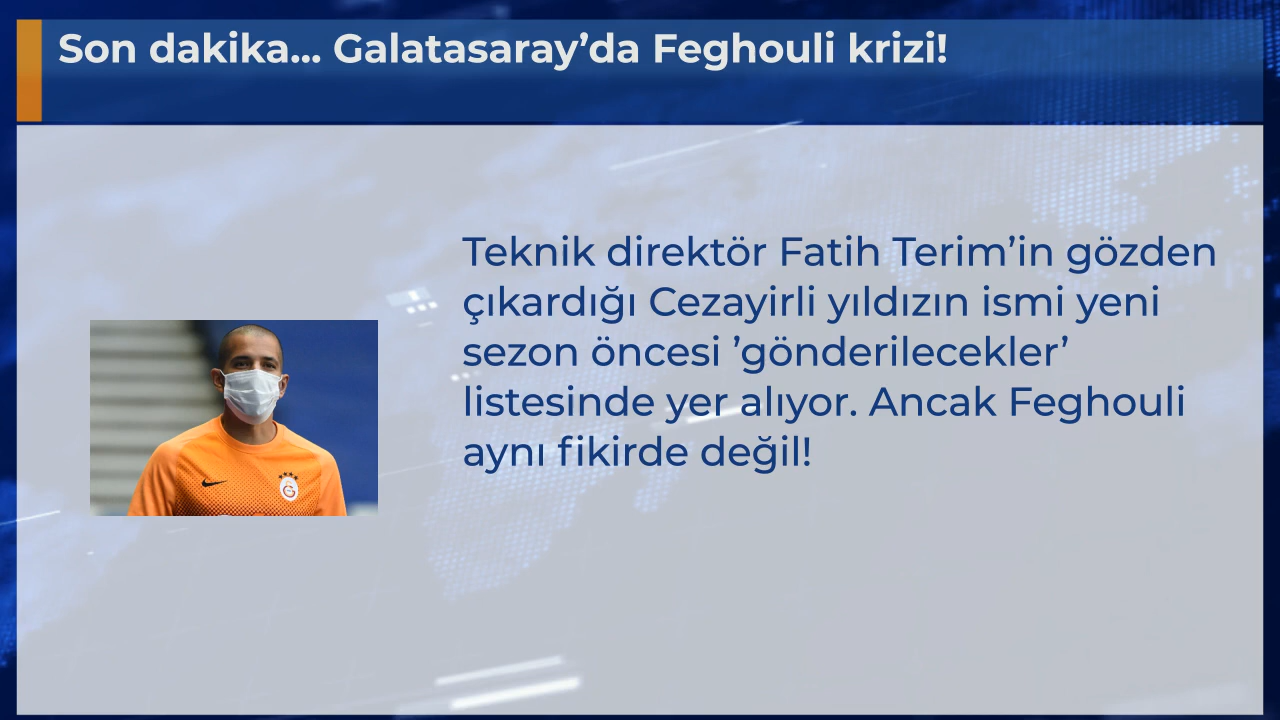 Son dakika... Galatasaray’da Feghouli krizi!
Teknik direktör Fatih Terim’in gözden
çıkardığı Cezayirli yıldızın ismi yeni
sezon öncesi ’gönderilecekler’
listesinde yer alıyor. Ancak Feghouli
aynı fikirde değil!